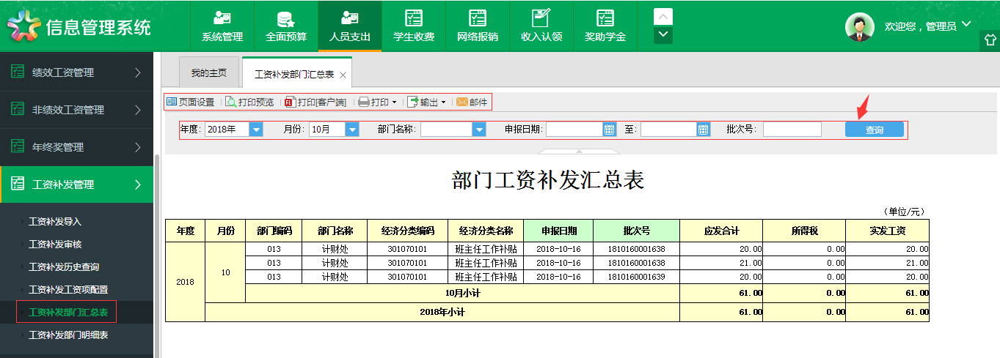 信息管理系统
系统管理 全面预算 人员支出 学生收费 网络报销 收入认领 奖助学金
欢迎您，管理员
绩效工资管理
非绩效工资管理
年终奖管理
工资补发管理
工资补发导入
工资补发审核
工资补发历史查询
工资补发工资项配置
工资补发部门汇总表
工资补发部门明细表
我的主页 工资补发部门汇总表
页面设置 打印预览 打印[客户端] 打印 输出 邮件
年度: 2018年 月份: 10月 部门名称: 申报日期: 至: 批次号: 查询
部门工资补发汇总表
（单位/元）
年度 月份 部门编码 部门名称 经济分类编码 经济分类名称 申报日期 批次号 应发合计 所得税 实发工资
2018 10 013 计财处 301070101 班主任工作补贴 2018-10-16 1810160001638 20.00 0.00 20.00
013 计财处 301070101 班主任工作补贴 2018-10-16 1810160001638 21.00 0.00 21.00
013 计财处 301070101 班主任工作补贴 2018-10-16 1810160001639 20.00 0.00 20.00
10月小计 61.00 0.00 61.00
2018年小计 61.00 0.00 61.00